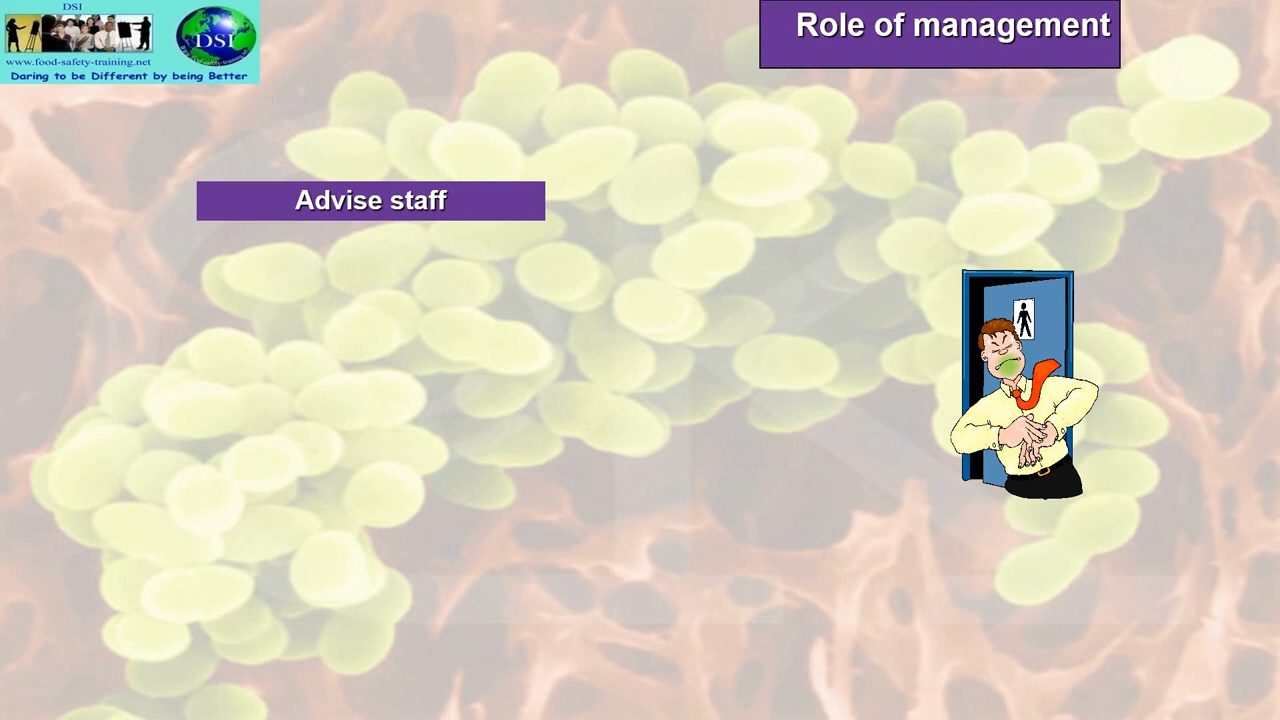 DSI
DSI
www.food-safety-training.net
Daring to be Different by being Better
Role of management
Advise staff